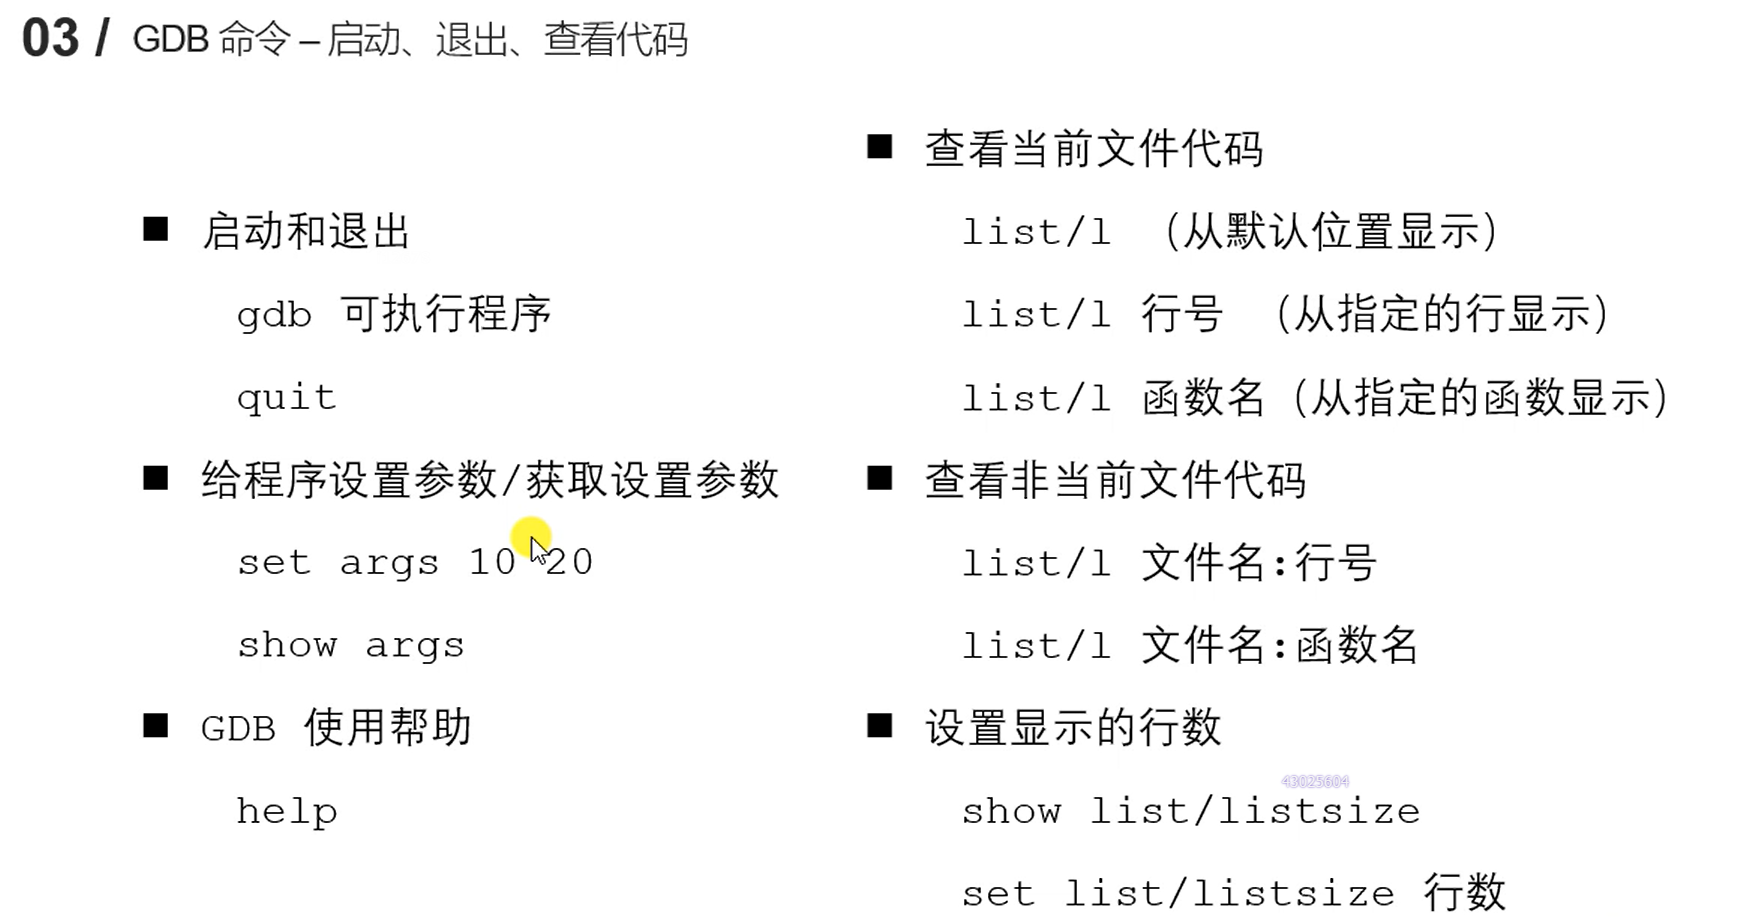 03 / GDB 命令 – 启动、退出、查看代码
■ 启动和退出
gdb 可执行程序
quit
■ 给程序设置参数/获取设置参数
set args 10 20
show args
■ GDB 使用帮助
help
■ 查看当前文件代码
list/l （从默认位置显示）
list/l 行号 （从指定的行显示）
list/l 函数名（从指定的函数显示）
■ 查看非当前文件代码
list/l 文件名:行号
list/l 文件名:函数名
■ 设置显示的行数
43025604
show list/listsize
set list/listsize 行数